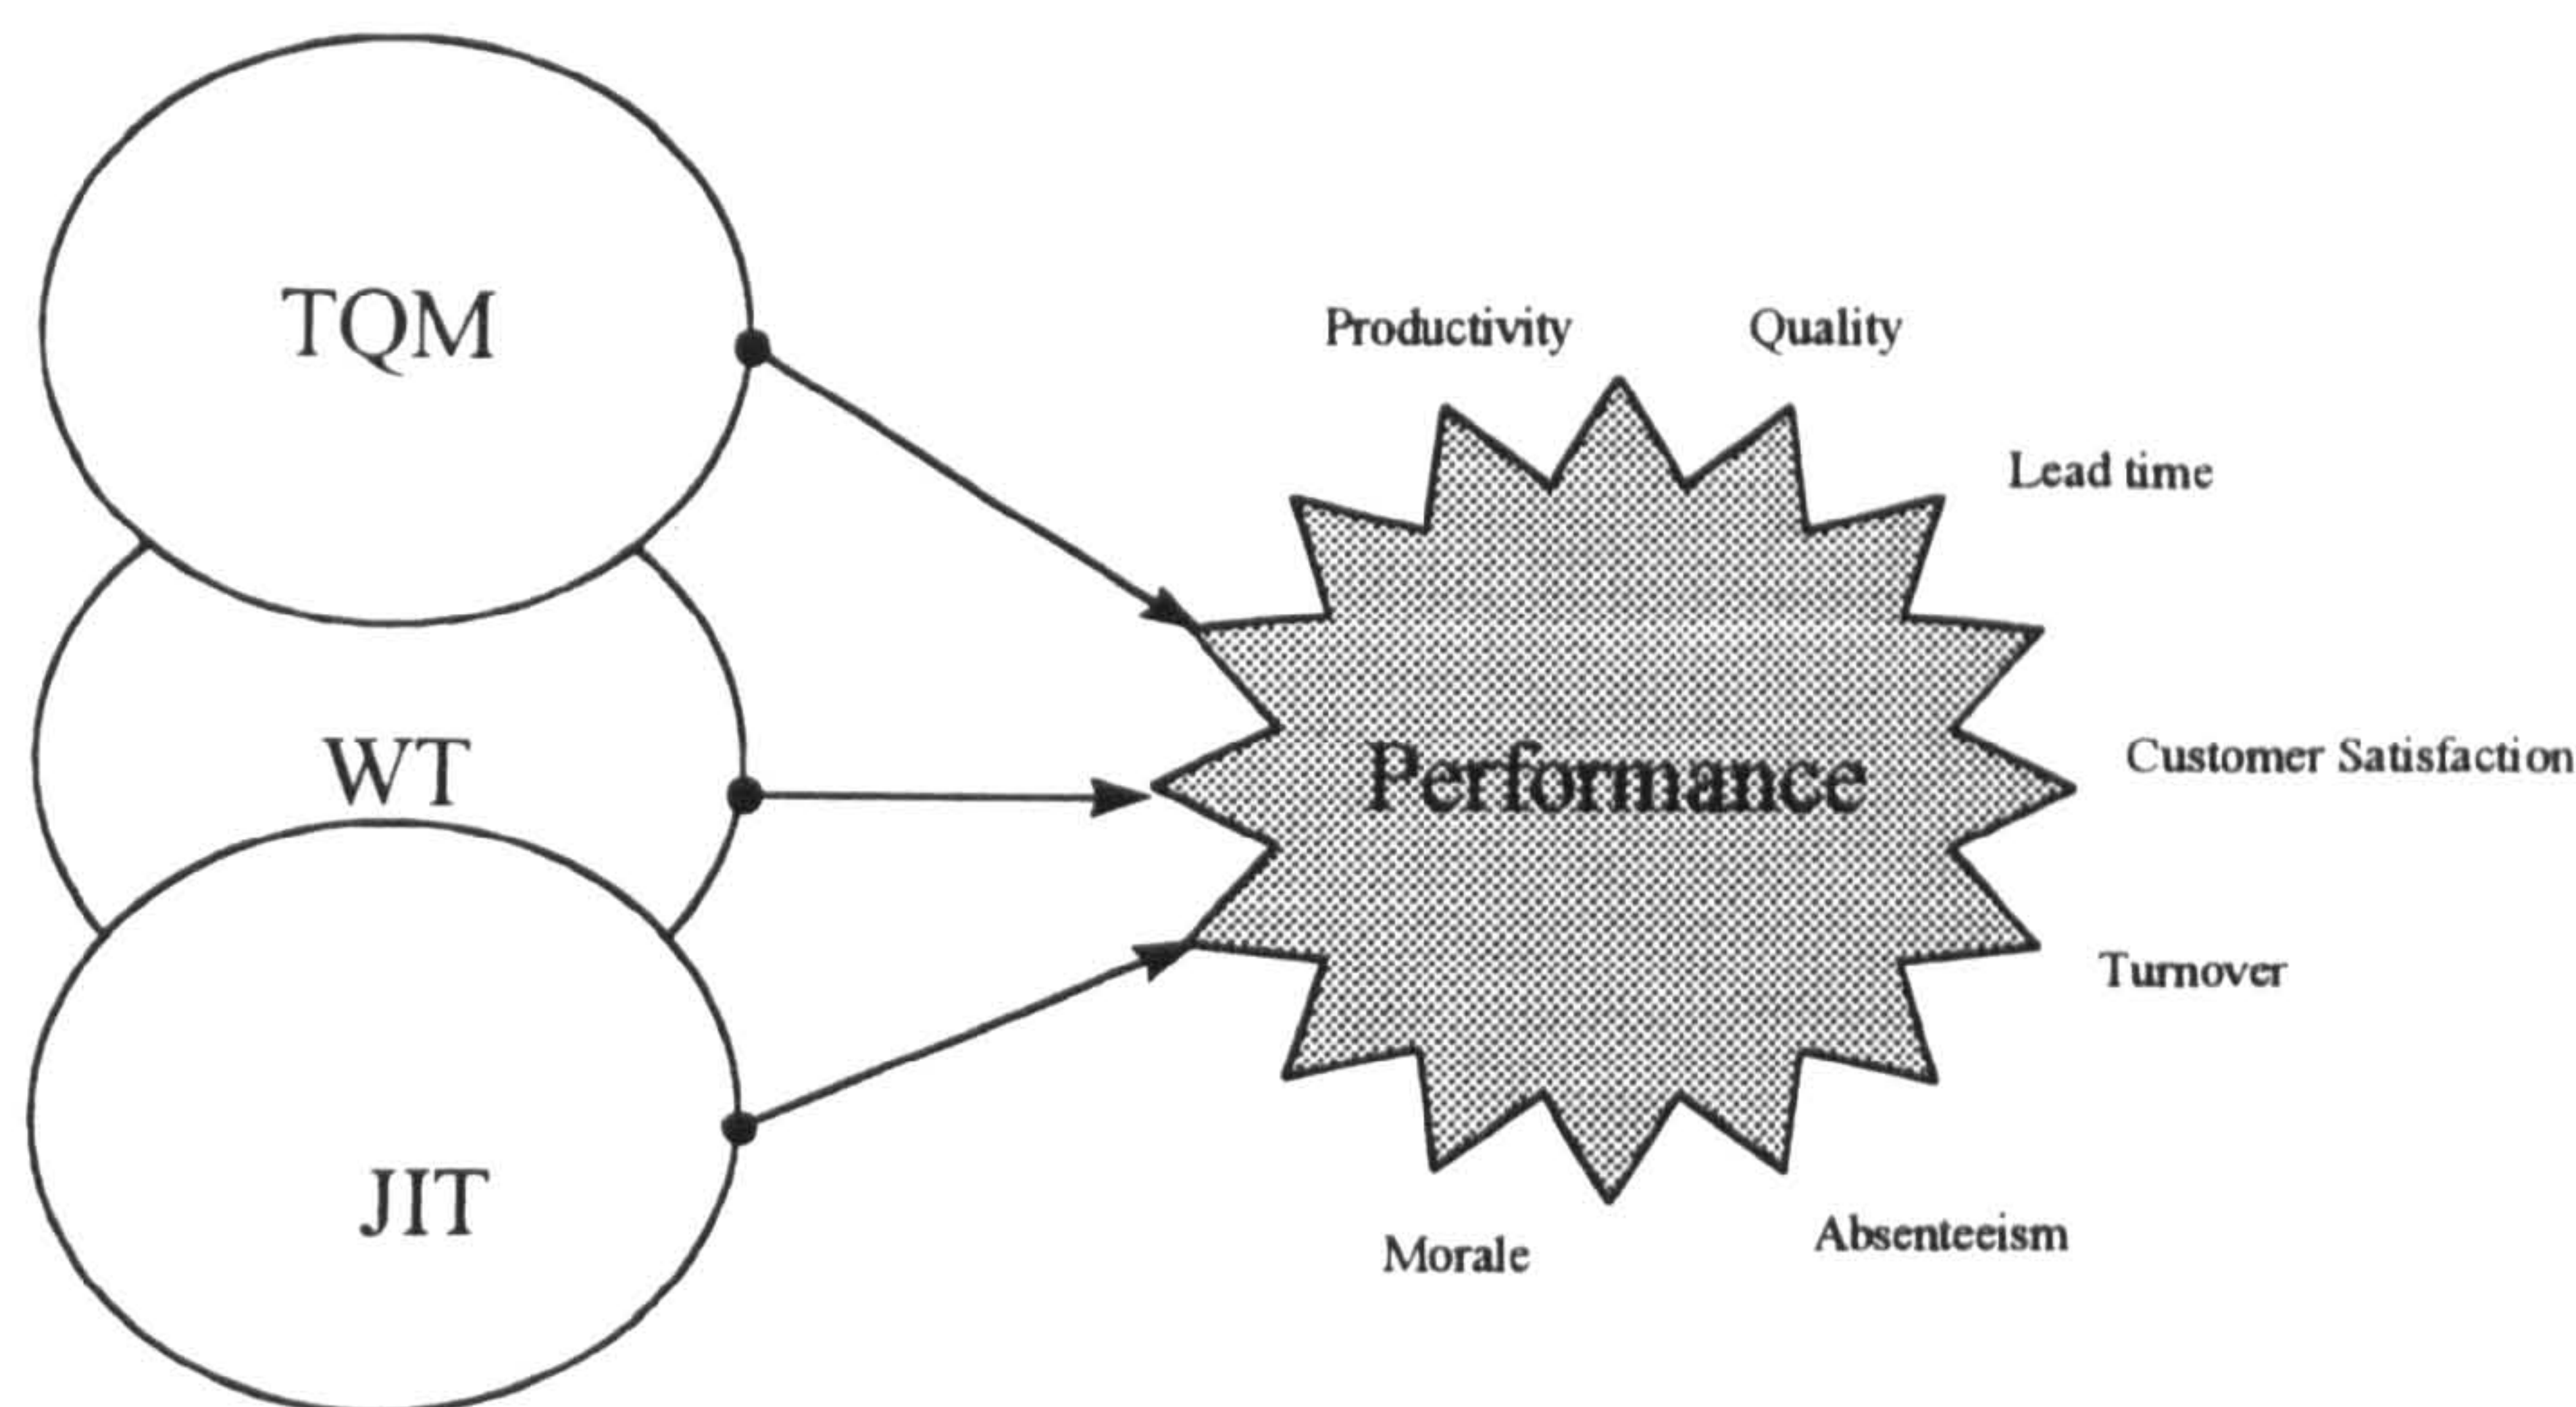 TQM
WT
JIT
Productivity
Quality
Lead time
Customer Satisfaction
Turnover
Absenteeism
Morale
Performance